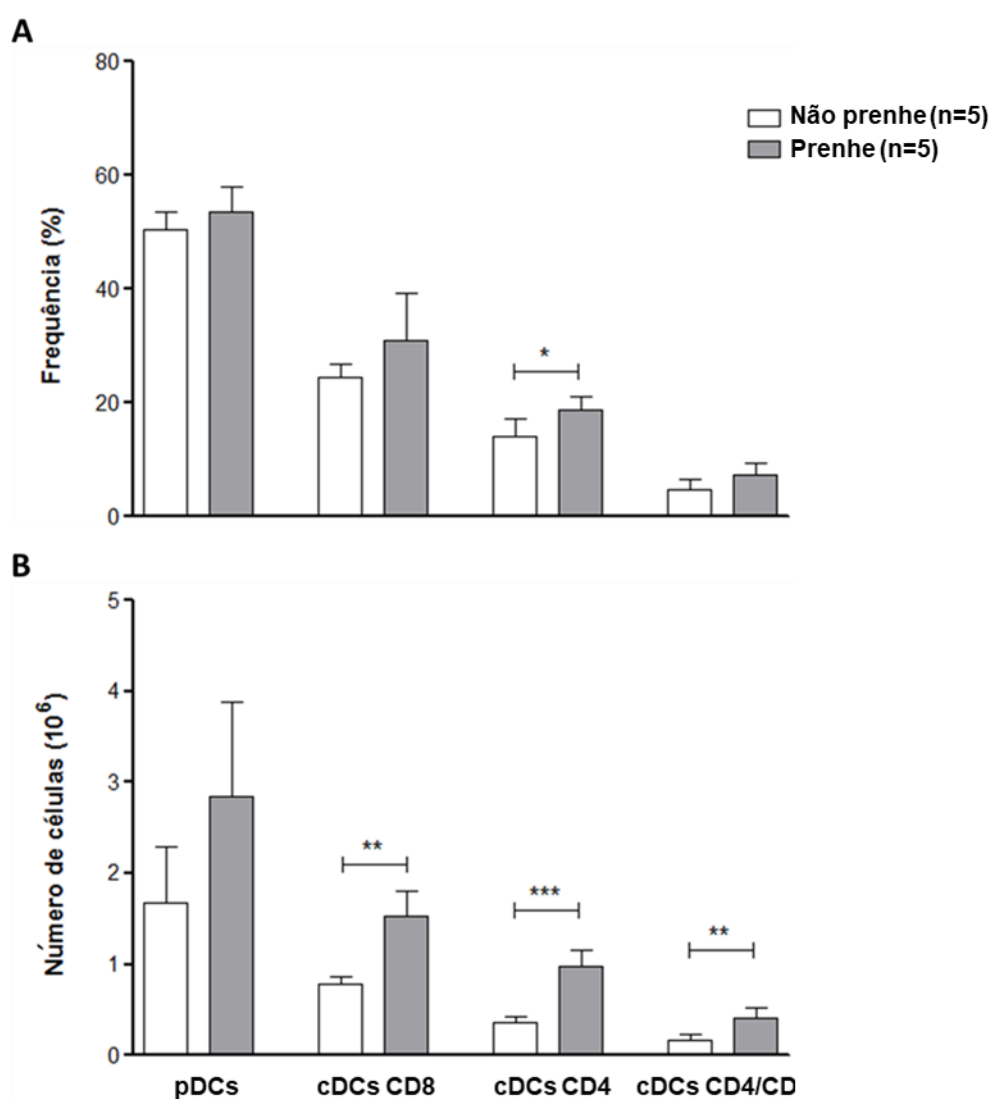 A
80
Não prenhe (n=5)
Prenhe (n=5)
60
Frequência (%)
40
*
20
0
B
5
4
Número de células (10⁶)
3
2
**
***
**
1
0
pDCs cDCs CD8 cDCs CD4 cDCs CD4/CD